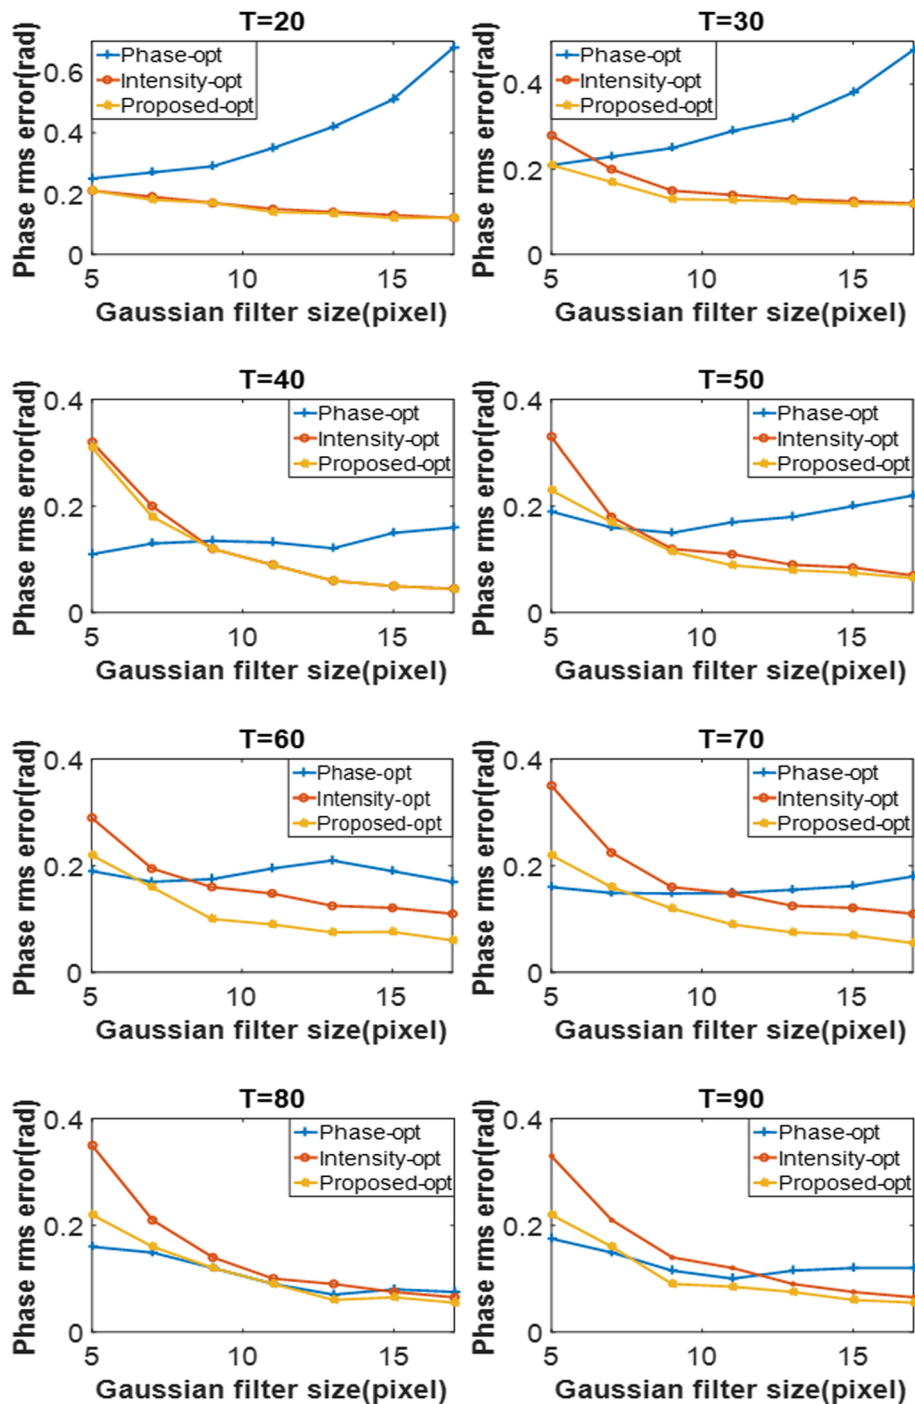 T=20
Phase rms error(rad)
0.6
0.4
0.2
0
Phase-opt
Intensity-opt
Proposed-opt
5
10
15
Gaussian filter size(pixel)
T=30
Phase rms error(rad)
0.4
0.2
0
Phase-opt
Intensity-opt
Proposed-opt
5
10
15
Gaussian filter size(pixel)
T=40
Phase rms error(rad)
0.4
0.2
0
Phase-opt
Intensity-opt
Proposed-opt
5
10
15
Gaussian filter size(pixel)
T=50
Phase rms error(rad)
0.4
0.2
0
Phase-opt
Intensity-opt
Proposed-opt
5
10
15
Gaussian filter size(pixel)
T=60
Phase rms error(rad)
0.4
0.2
0
Phase-opt
Intensity-opt
Proposed-opt
5
10
15
Gaussian filter size(pixel)
T=70
Phase rms error(rad)
0.4
0.2
0
Phase-opt
Intensity-opt
Proposed-opt
5
10
15
Gaussian filter size(pixel)
T=80
Phase rms error(rad)
0.4
0.2
0
Phase-opt
Intensity-opt
Proposed-opt
5
10
15
Gaussian filter size(pixel)
T=90
Phase rms error(rad)
0.4
0.2
0
Phase-opt
Intensity-opt
Proposed-opt
5
10
15
Gaussian filter size(pixel)